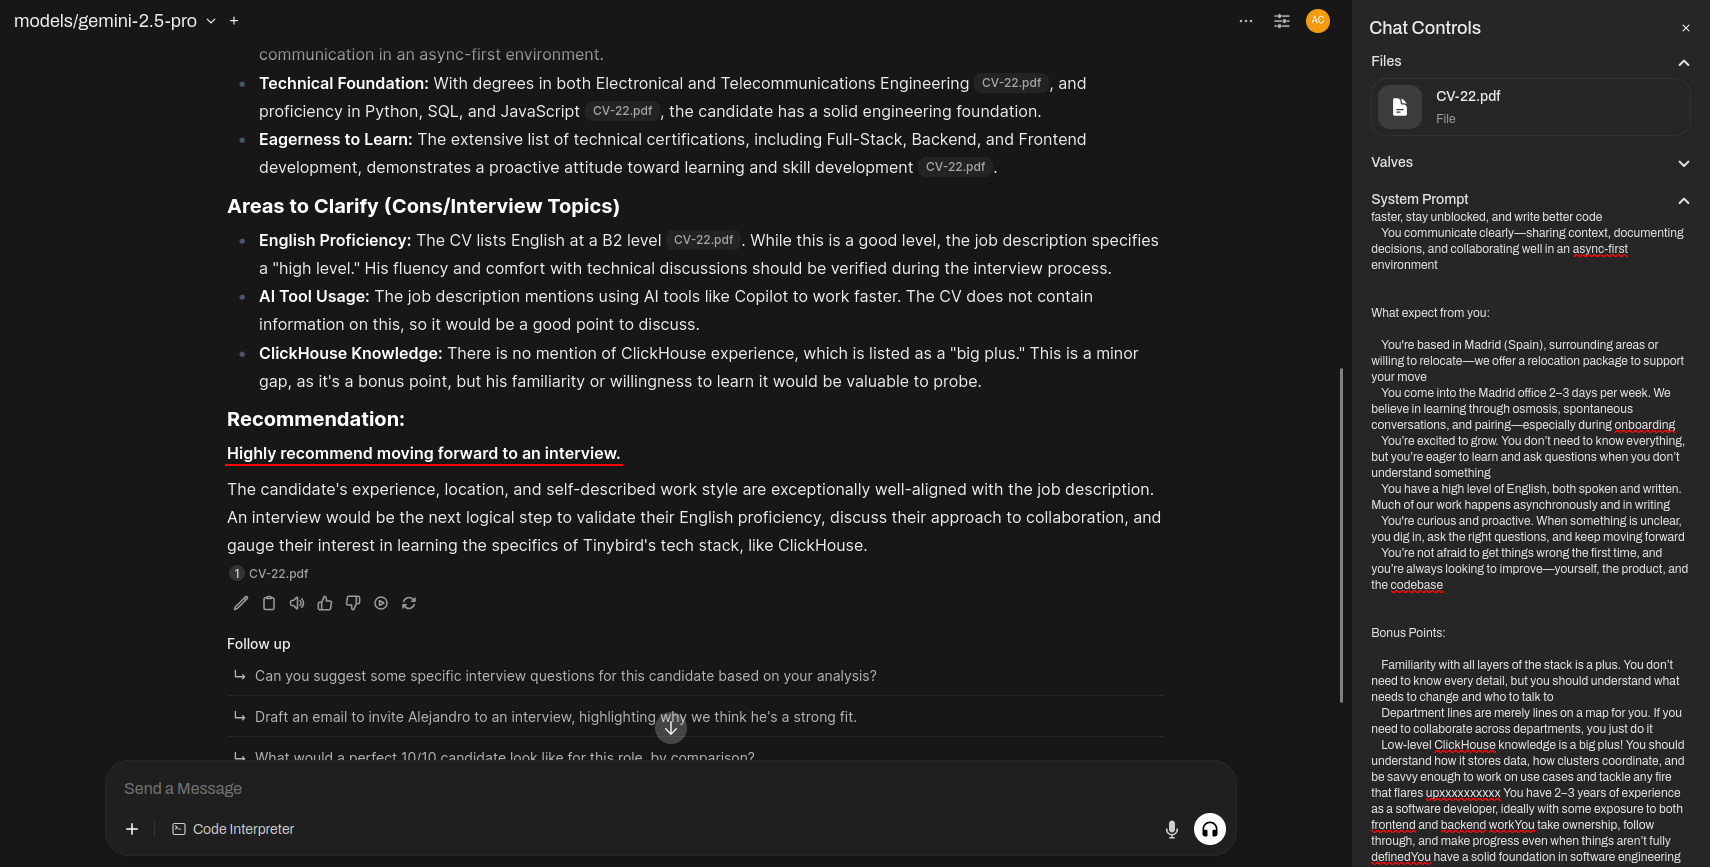 models/gemini-2.5-pro
AC
communication in an async-first environment.
Technical Foundation: With degrees in both Electronical and Telecommunications Engineering CV-22.pdf , and
proficiency in Python, SQL, and JavaScript CV-22.pdf , the candidate has a solid engineering foundation.
Eagerness to Learn: The extensive list of technical certifications, including Full-Stack, Backend, and Frontend
development, demonstrates a proactive attitude toward learning and skill development CV-22.pdf .
Areas to Clarify (Cons/Interview Topics)
English Proficiency: The CV lists English at a B2 level CV-22.pdf . While this is a good level, the job description specifies
a "high level." His fluency and comfort with technical discussions should be verified during the interview process.
AI Tool Usage: The job description mentions using AI tools like Copilot to work faster. The CV does not contain
information on this, so it would be a good point to discuss.
ClickHouse Knowledge: There is no mention of ClickHouse experience, which is listed as a "big plus." This is a minor
gap, as it's a bonus point, but his familiarity or willingness to learn it would be valuable to probe.
Recommendation:
Highly recommend moving forward to an interview.
The candidate's experience, location, and self-described work style are exceptionally well-aligned with the job description.
An interview would be the next logical step to validate their English proficiency, discuss their approach to collaboration, and
gauge their interest in learning the specifics of Tinybird's tech stack, like ClickHouse.
1 CV-22.pdf
Follow up
Can you suggest some specific interview questions for this candidate based on your analysis?
Draft an email to invite Alejandro to an interview, highlighting why we think he's a strong fit.
What would a perfect 10/10 candidate look like for this role, by comparison?
Send a Message
Code Interpreter
Chat Controls
Files
CV-22.pdf
File
Valves
System Prompt
faster, stay unblocked, and write better code
You communicate clearly—sharing context, documenting
decisions, and collaborating well in an async-first
environment
What expect from you:
You're based in Madrid (Spain), surrounding areas or
willing to relocate—we offer a relocation package to support
your move
You come into the Madrid office 2–3 days per week. We
believe in learning through osmosis, spontaneous
conversations, and pairing—especially during onboarding
You're excited to grow. You don't need to know everything,
but you're eager to learn and ask questions when you don't
understand something
You have a high level of English, both spoken and written.
Much of our work happens asynchronously and in writing
You're curious and proactive. When something is unclear,
you dig in, ask the right questions, and keep moving forward
You're not afraid to get things wrong the first time, and
you're always looking to improve—yourself, the product, and
the codebase
Bonus Points:
Familiarity with all layers of the stack is a plus. You don't
need to know every detail, but you should understand what
needs to change and who to talk to
Department lines are merely lines on a map for you. If you
need to collaborate across departments, you just do it
Low-level ClickHouse knowledge is a big plus! You should
understand how it stores data, how clusters coordinate, and
be savvy enough to work on use cases and tackle any fire
that flares upxxxxxxxxxx You have 2–3 years of experience
as a software developer, ideally with some exposure to both
frontend and backend workYou take ownership, follow
through, and make progress even when things aren't fully
definedYou have a solid foundation in software engineering